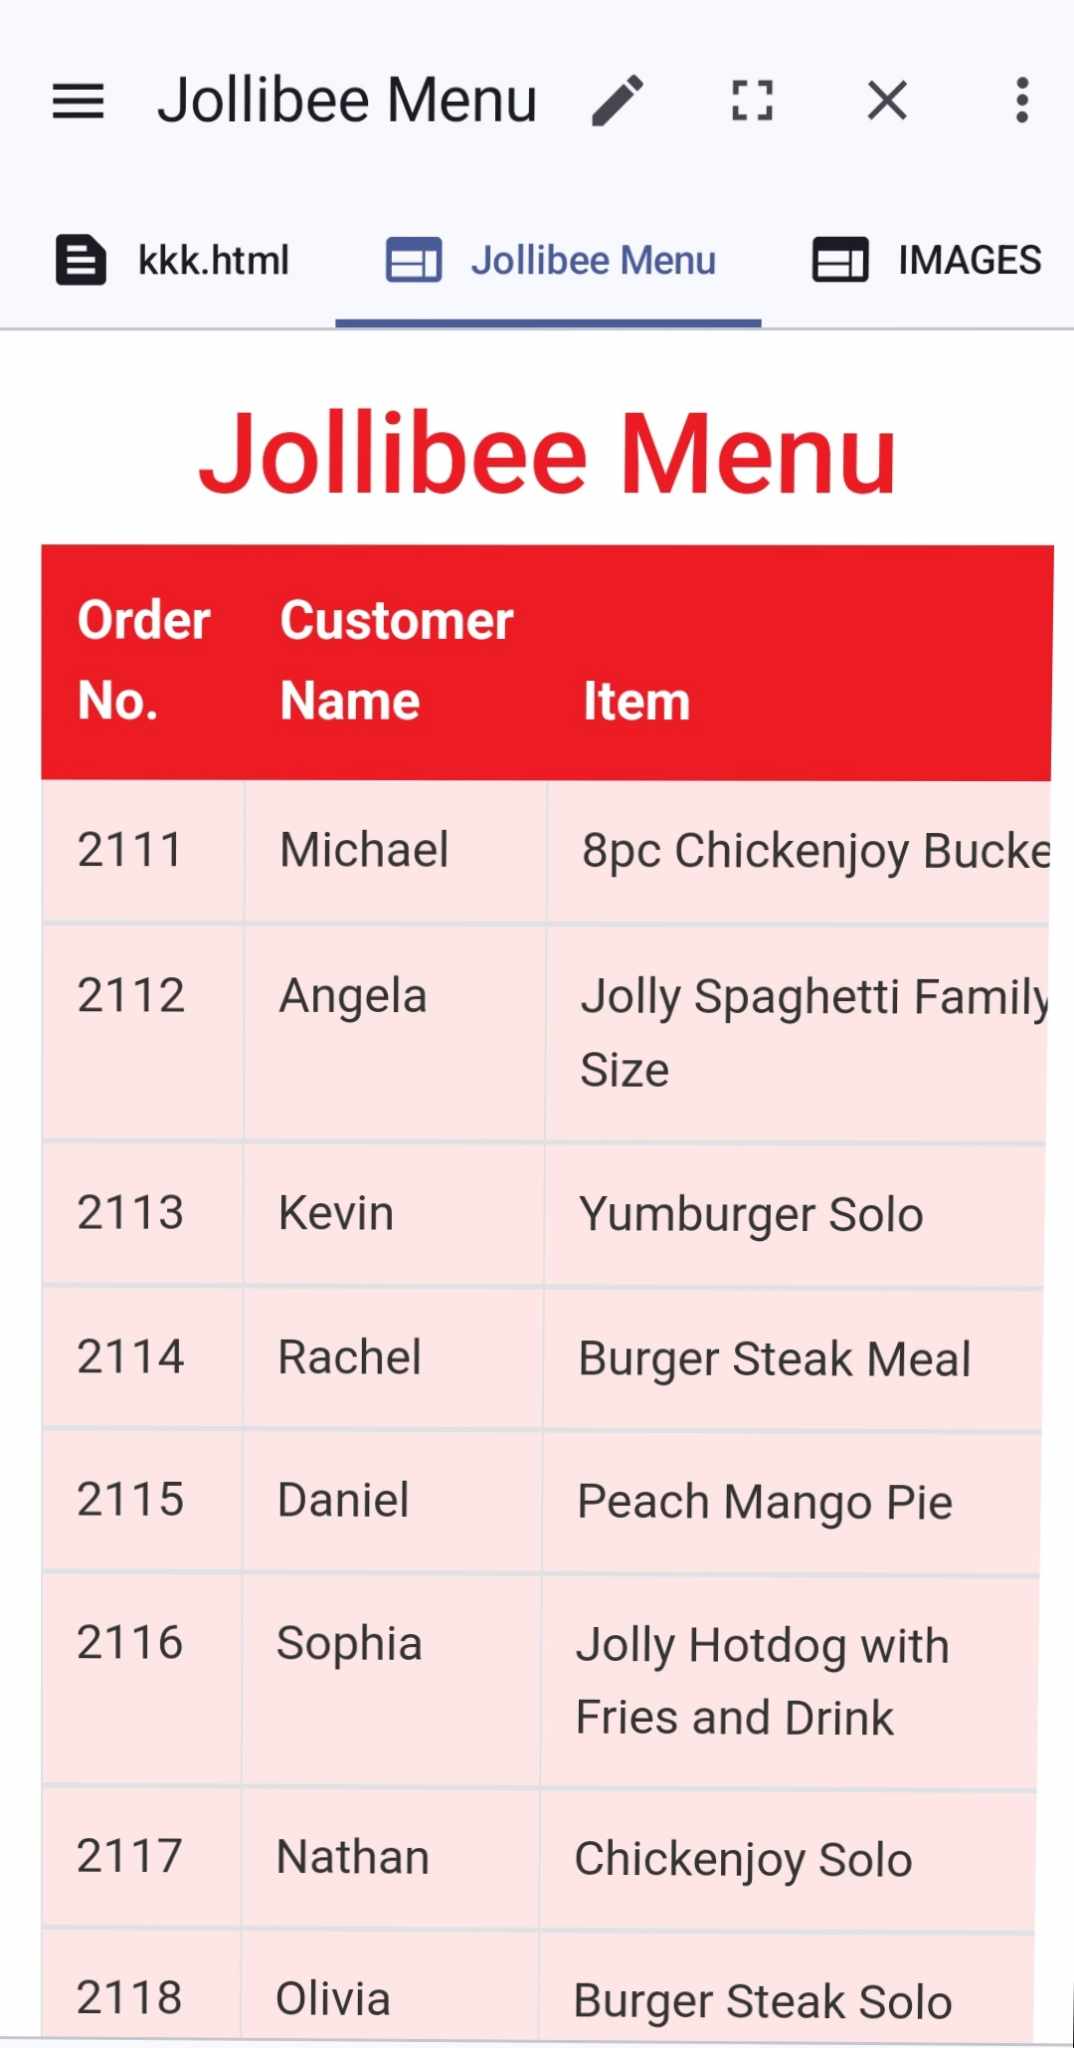 Jollibee Menu
kkk.html Jollibee Menu IMAGES
Jollibee Menu
Order Customer
No. Name Item
2111 Michael 8pc Chickenjoy Bucke
2112 Angela Jolly Spaghetti Family
Size
2113 Kevin Yumburger Solo
2114 Rachel Burger Steak Meal
2115 Daniel Peach Mango Pie
2116 Sophia Jolly Hotdog with
Fries and Drink
2117 Nathan Chickenjoy Solo
2118 Olivia Burger Steak Solo